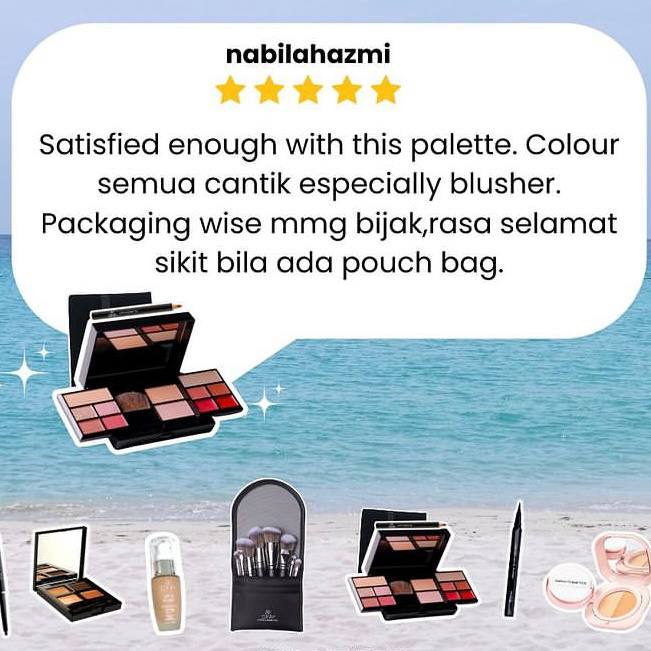 nabilahazmi
Satisfied enough with this palette. Colour
semua cantik especially blusher.
Packaging wise mmg bijak,rasa selamat
sikit bila ada pouch bag.